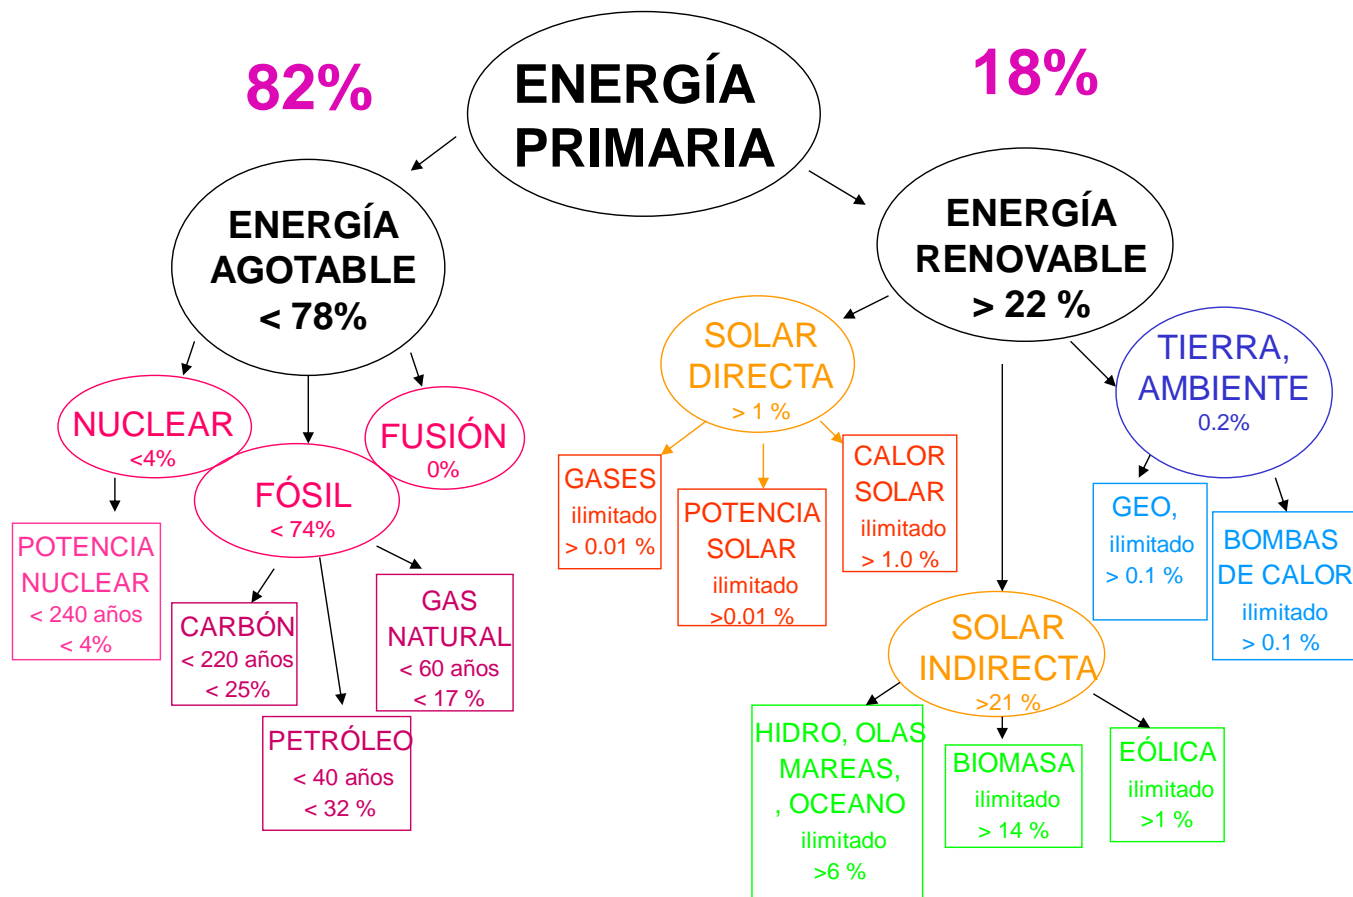 82%
ENERGÍA
PRIMARIA
18%
ENERGÍA
AGOTABLE
< 78%
ENERGÍA
RENOVABLE
> 22 %
NUCLEAR
<4%
FÓSIL
< 74%
FUSIÓN
0%
POTENCIA
NUCLEAR
< 240 años
< 4%
CARBÓN
< 220 años
< 25%
PETRÓLEO
< 40 años
< 32 %
GAS
NATURAL
< 60 años
< 17 %
SOLAR
DIRECTA
> 1 %
GASES
ilimitado
> 0.01 %
POTENCIA
SOLAR
ilimitado
>0.01 %
CALOR
SOLAR
ilimitado
> 1.0 %
TIERRA,
AMBIENTE
0.2%
GEO,
ilimitado
> 0.1 %
BOMBAS
DE CALOR
ilimitado
> 0.1 %
SOLAR
INDIRECTA
>21 %
HIDRO, OLAS
MAREAS,
, OCEANO
ilimitado
>6 %
BIOMASA
ilimitado
> 14 %
EÓLICA
ilimitado
>1 %